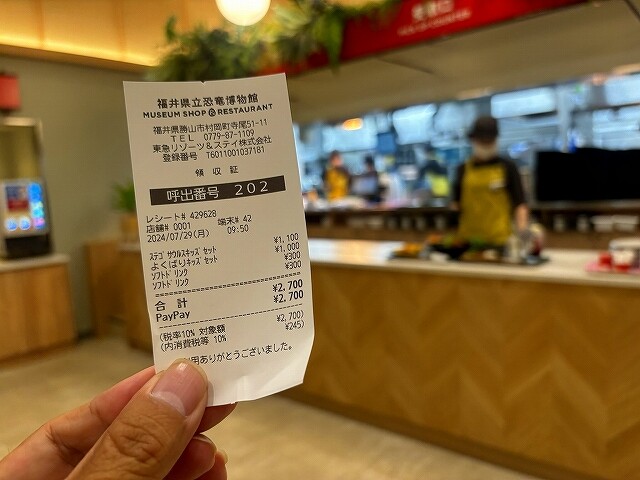 福井県立恐竜博物館
MUSEUM SHOP & RESTAURANT
福井県勝山市村岡町寺尾51-11
TEL 0779-87-1109
東急リゾーツ&ステイ株式会社
登録番号 T6011001037181
領収証
呼出番号 202
レシート# 429628
店舗# 0001 端末# 42
2024/07/29(月) 09:50
ｽﾃｺﾞｻｳﾙｽｷｯｽﾞｾｯﾄ ¥1,100
よくばりｷｯｽﾞｾｯﾄ ¥1,000
ｿﾌﾄﾄﾞﾘﾝｸ ¥300
ｿﾌﾄﾄﾞﾘﾝｸ ¥300
合計 ¥2,700
PayPay ¥2,700
(税率10% 対象額 ¥2,700)
(内消費税等 10% ¥245)
用ありがとうございました。